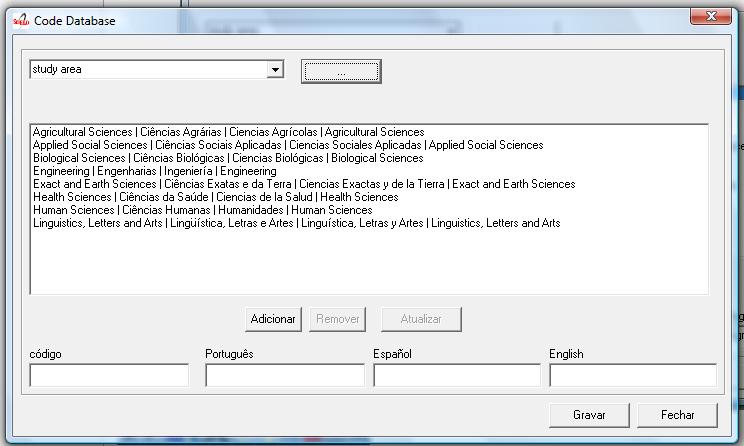 SciELO
Code Database
study area
...
Agricultural Sciences | Ciências Agrárias | Ciencias Agrícolas | Agricultural Sciences
Applied Social Sciences | Ciências Sociais Aplicadas | Ciencias Sociales Aplicadas | Applied Social Sciences
Biological Sciences | Ciências Biológicas | Ciencias Biológicas | Biological Sciences
Engineering | Engenharias | Ingeniería | Engineering
Exact and Earth Sciences | Ciências Exatas e da Terra | Ciencias Exactas y de la Tierra | Exact and Earth Sciences
Health Sciences | Ciências da Saúde | Ciencias de la Salud | Health Sciences
Human Sciences | Ciências Humanas | Humanidades | Human Sciences
Linguistics, Letters and Arts | Lingüística, Letras e Artes | Linguística, Letras y Artes | Linguistics, Letters and Arts
Adicionar Remover Atualizar
código Português Español English
Gravar Fechar